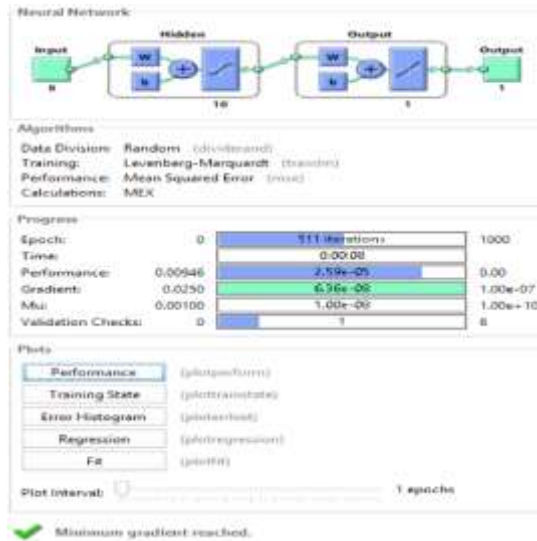 Neural Network
Hidden
Output
Input
Output
W
b
W
b
10
1
1
Algorithms
Data Division: Random (dividerand)
Training: Levenberg-Marquardt (trainlm)
Performance: Mean Squared Error (mse)
Calculations: MEX
Progress
Epoch: 0 511 iterations 1000
Time: 0:00:08
Performance: 0.00946 2.59e-05 0.00
Gradient: 0.0250 6.36e-08 1.00e-07
Mu: 0.00100 1.00e-08 1.00e+10
Validation Checks: 0 1 6
Plots
Performance (plotperform)
Training State (plottrainstate)
Error Histogram (ploterrhist)
Regression (plotregression)
Fit (plotfit)
Plot Interval: 1 epochs
Minimum gradient reached.